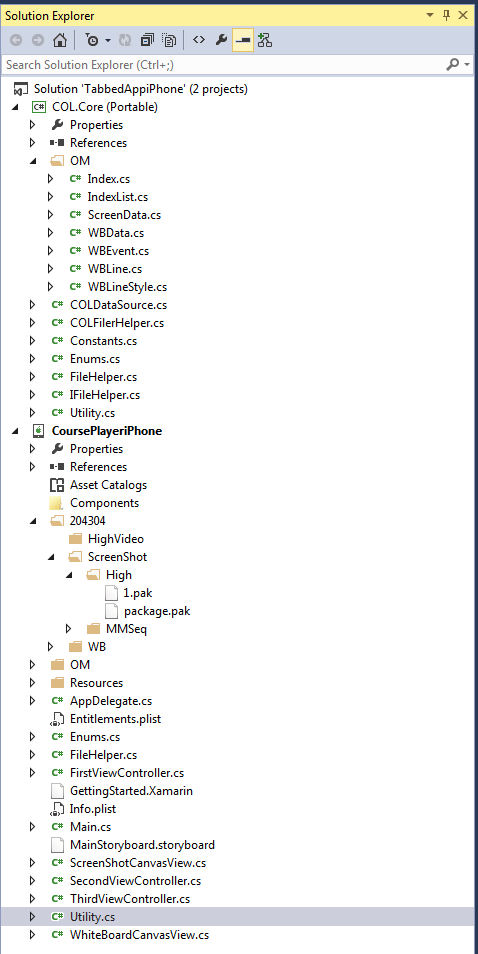 Solution Explorer
Search Solution Explorer (Ctrl+;)
Solution 'TabbedAppiPhone' (2 projects)
C# COL.Core (Portable)
Properties
References
OM
C# Index.cs
C# IndexList.cs
C# ScreenData.cs
C# WBData.cs
C# WBEvent.cs
C# WBLine.cs
C# WBLineStyle.cs
C# COLDataSource.cs
C# COLFilerHelper.cs
C# Constants.cs
C# Enums.cs
C# FileHelper.cs
C# IFileHelper.cs
C# Utility.cs
CoursePlayeriPhone
Properties
References
Asset Catalogs
Components
204304
HighVideo
ScreenShot
High
1.pak
package.pak
MMSeq
WB
OM
Resources
C# AppDelegate.cs
Entitlements.plist
C# Enums.cs
C# FileHelper.cs
C# FirstViewController.cs
GettingStarted.Xamarin
Info.plist
C# Main.cs
MainStoryboard.storyboard
C# ScreenShotCanvasView.cs
C# SecondViewController.cs
C# ThirdViewController.cs
C# Utility.cs
C# WhiteBoardCanvasView.cs